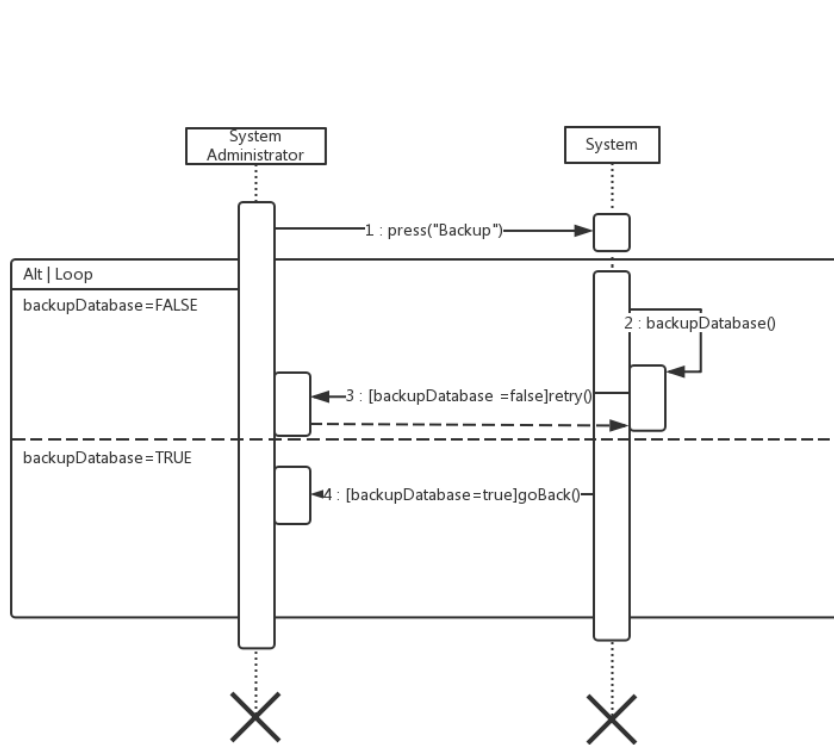 System
Administrator
System
1 : press("Backup")
Alt | Loop
backupDatabase=FALSE
2 : backupDatabase()
3 : [backupDatabase =false]retry()
backupDatabase=TRUE
4 : [backupDatabase=true]goBack()